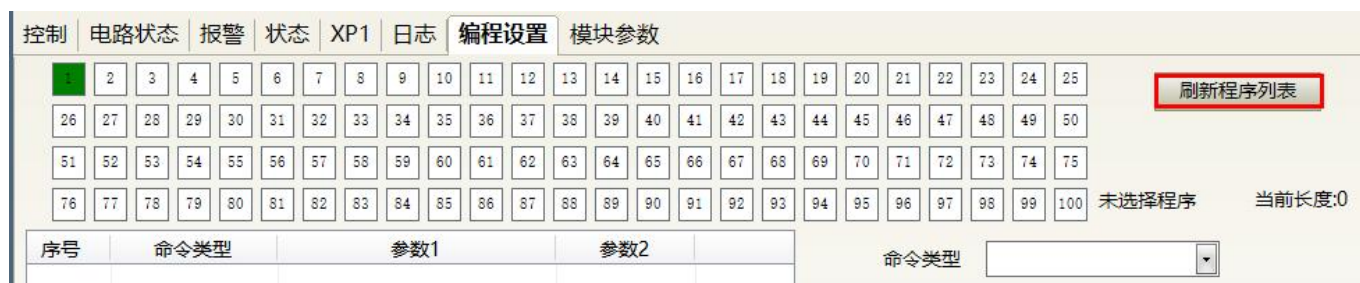 控制 电路状态 报警 状态 XP1 日志 编程设置 模块参数
1 2 3 4 5 6 7 8 9 10 11 12 13 14 15 16 17 18 19 20 21 22 23 24 25 刷新程序列表
26 27 28 29 30 31 32 33 34 35 36 37 38 39 40 41 42 43 44 45 46 47 48 49 50
51 52 53 54 55 56 57 58 59 60 61 62 63 64 65 66 67 68 69 70 71 72 73 74 75
76 77 78 79 80 81 82 83 84 85 86 87 88 89 90 91 92 93 94 95 96 97 98 99 100 未选择程序 当前长度:0
序号 命令类型 参数1 参数2 命令类型